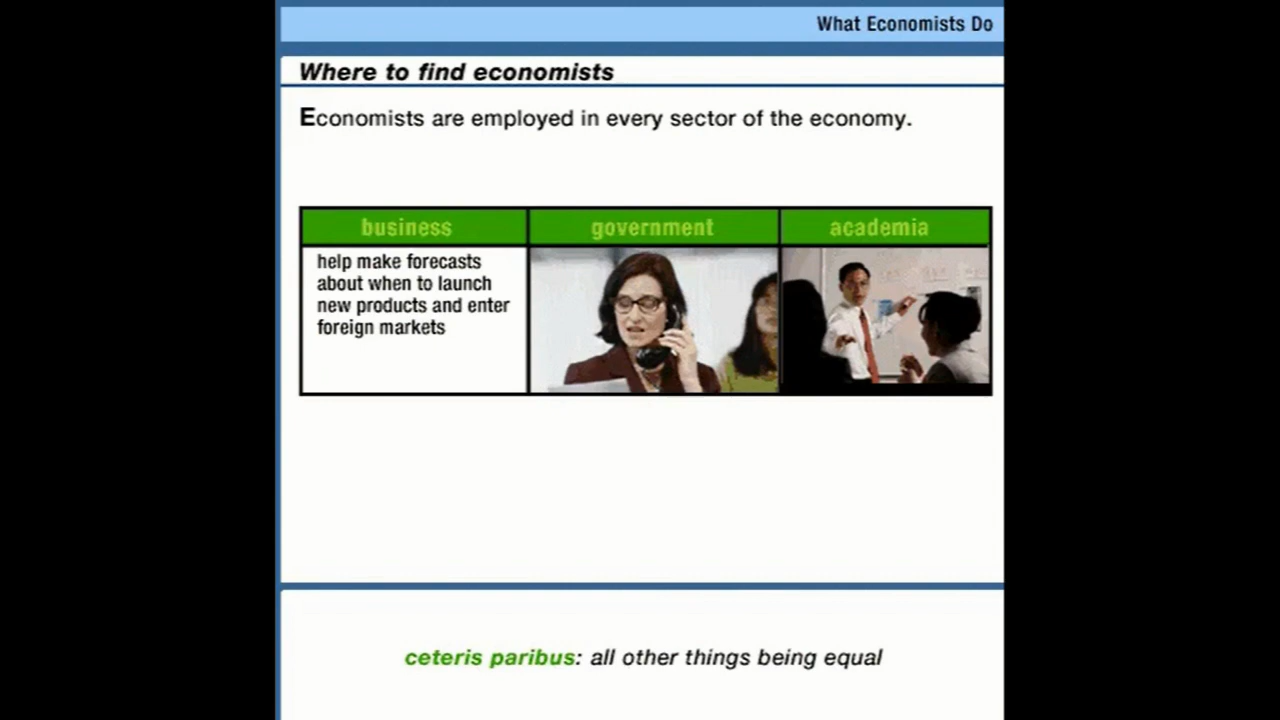 What Economists Do
Where to find economists
Economists are employed in every sector of the economy.
business
government
academia
help make forecasts
about when to launch
new products and enter
foreign markets
ceteris paribus: all other things being equal